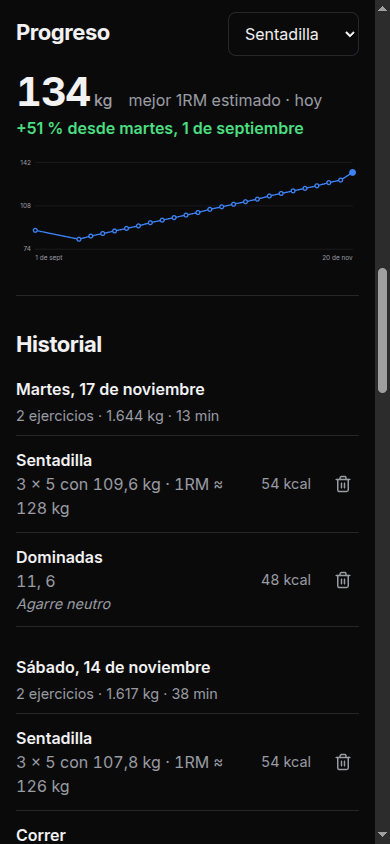 Progreso
Sentadilla
134 kg mejor 1RM estimado · hoy
+51 % desde martes, 1 de septiembre
142
108
74
1 de sept
20 de nov
Historial
Martes, 17 de noviembre
2 ejercicios · 1.644 kg · 13 min
Sentadilla
3 × 5 con 109,6 kg · 1RM ≈
128 kg
54 kcal
Dominadas
11, 6
48 kcal
Agarre neutro
Sábado, 14 de noviembre
2 ejercicios · 1.617 kg · 38 min
Sentadilla
3 × 5 con 107,8 kg · 1RM ≈
126 kg
54 kcal
Correr